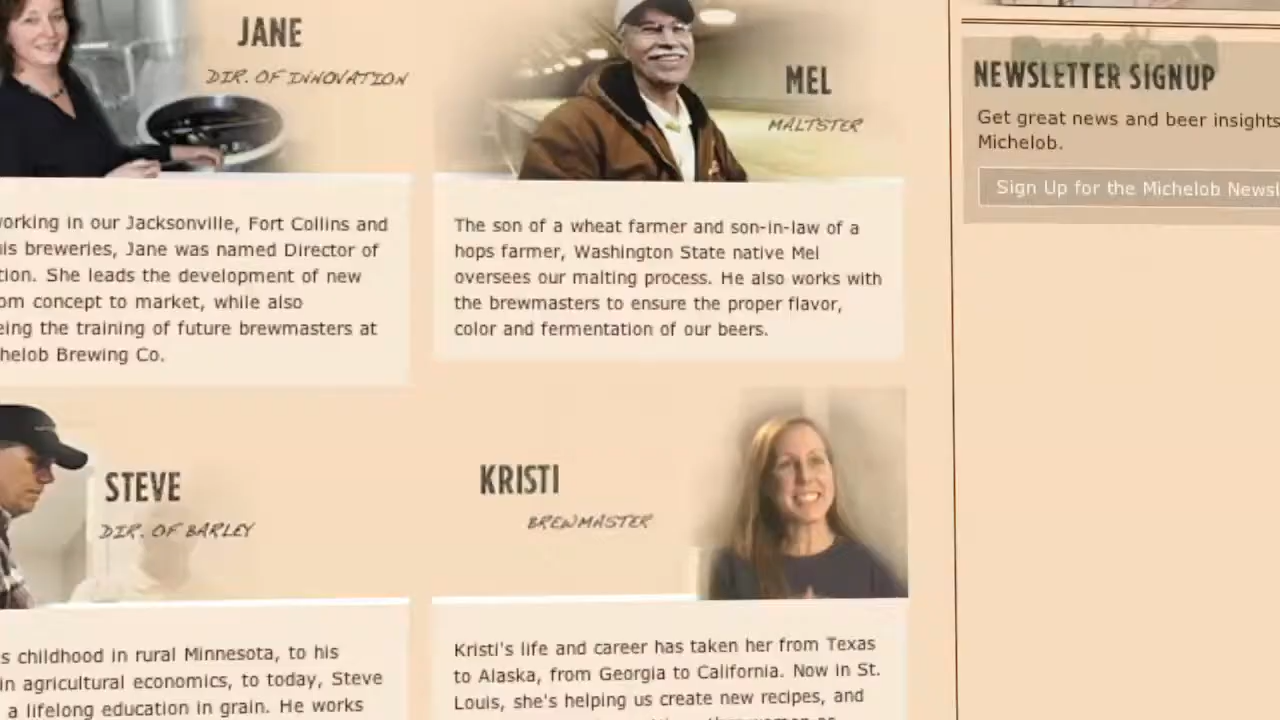 JANE
DIR. OF INNOVATION
working in our Jacksonville, Fort Collins and
breweries, Jane was named Director of
She leads the development of new
concept to market, while also
the training of future brewmasters at
Brewing Co.
MEL
MALTSTER
The son of a wheat farmer and son-in-law of a
hops farmer, Washington State native Mel
oversees our malting process. He also works with
the brewmasters to ensure the proper flavor,
color and fermentation of our beers.
STEVE
DIR. OF BARLEY
childhood in rural Minnesota, to his
in agricultural economics, to today, Steve
a lifelong education in grain. He works
KRISTI
BREWMASTER
Kristi's life and career has taken her from Texas
to Alaska, from Georgia to California. Now in St.
Louis, she's helping us create new recipes, and
NEWSLETTER SIGNUP
Get great news and beer insights
Michelob.
Sign Up for the Michelob Newsl